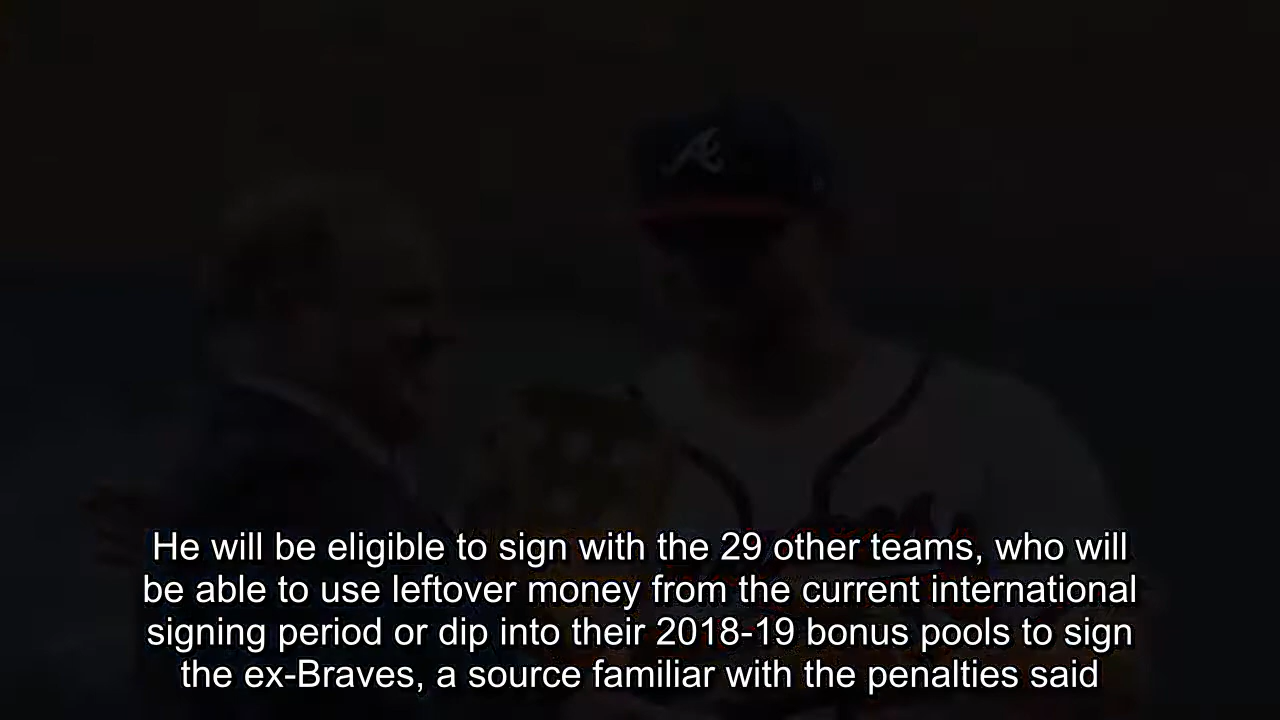 He will be eligible to sign with the 29 other teams, who will
be able to use leftover money from the current international
signing period or dip into their 2018-19 bonus pools to sign
the ex-Braves, a source familiar with the penalties said